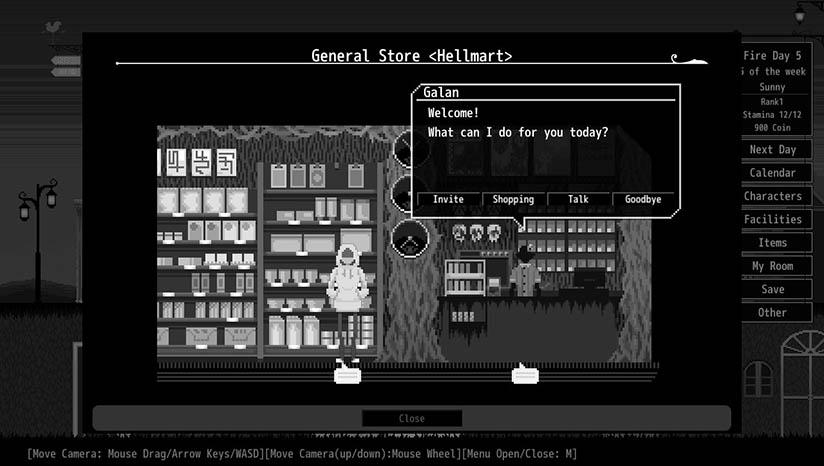 General Store <Hellmart>
Galan
Welcome!
What can I do for you today?
Invite
Shopping
Talk
Goodbye
Fire Day 5
of the week
Sunny
Rank1
Stamina 12/12
900 Coin
Next Day
Calendar
Characters
Facilities
Items
My Room
Save
Other
Close
[Move Camera: Mouse Drag/Arrow Keys/WASD][Move Camera(up/down):Mouse Wheel][Menu Open/Close: M]